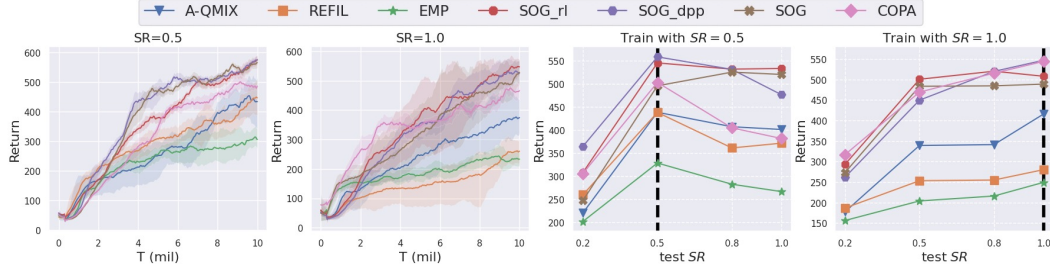 A-QMIX REFIL EMP SOG_rl SOG_dpp SOG COPA
SR=0.5
600
500
400
300
200
100
0
Return
0 2 4 6 8 10
T (mil)
SR=1.0
600
500
400
300
200
100
0
Return
0 2 4 6 8 10
T (mil)
Train with SR = 0.5
550
500
450
400
350
300
250
200
Return
0.2 0.5 0.8 1.0
test SR
Train with SR = 1.0
550
500
450
400
350
300
250
200
150
Return
0.2 0.5 0.8 1.0
test SR